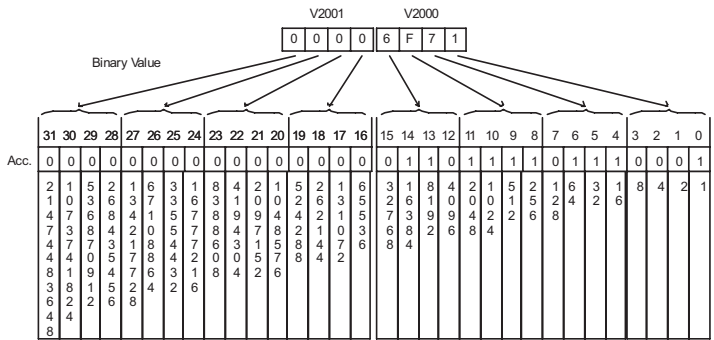 V2001 V2000
0 0 0 0 6 F 7 1
Binary Value
31 30 29 28 27 26 25 24 23 22 21 20 19 18 17 16 15 14 13 12 11 10 9 8 7 6 5 4 3 2 1 0
Acc. 0 0 0 0 0 0 0 0 0 0 0 0 0 0 0 0 0 1 1 0 1 1 1 1 0 1 1 1 0 0 0 1
21474483648 1073741824 536870912 268435456 134217728 67108864 33554432 16777216 8388608 4194304 2097152 1048576 524288 262144 131072 65536 32768 16384 8192 4096 2048 1024 512 256 128 64 32 16 8 4 2 1